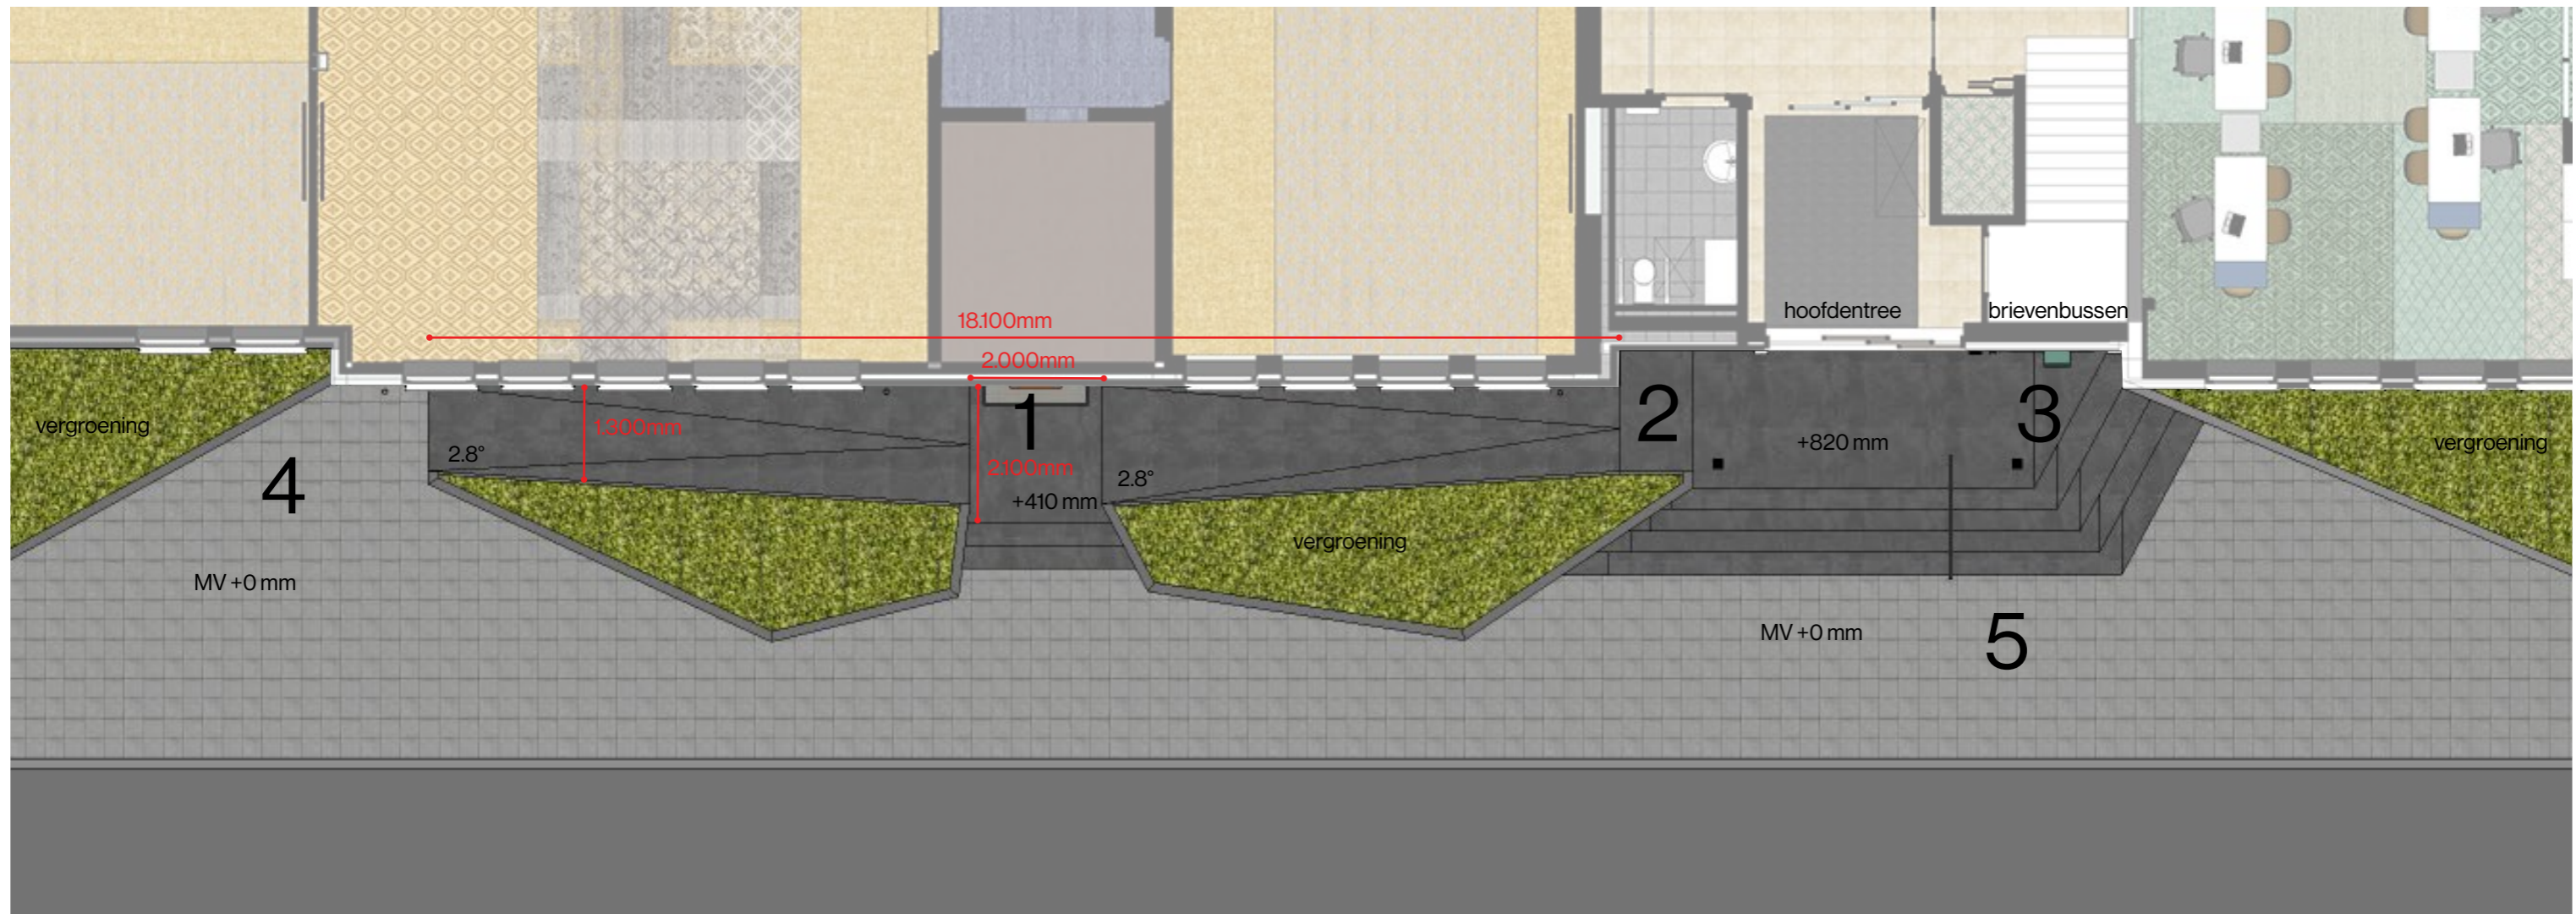 hoofdentree
brievenbussen
18.100mm
2.000mm
1
2
3
vergroening
1.300mm
+820 mm
vergroening
2.8°
2.100mm
2.8°
4
+410 mm
vergroening
MV +0 mm
MV +0 mm
5